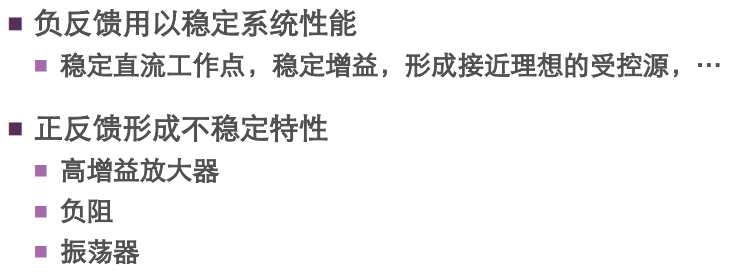 负反馈用以稳定系统性能
稳定直流工作点，稳定增益，形成接近理想的受控源，…
正反馈形成不稳定特性
高增益放大器
负阻
振荡器